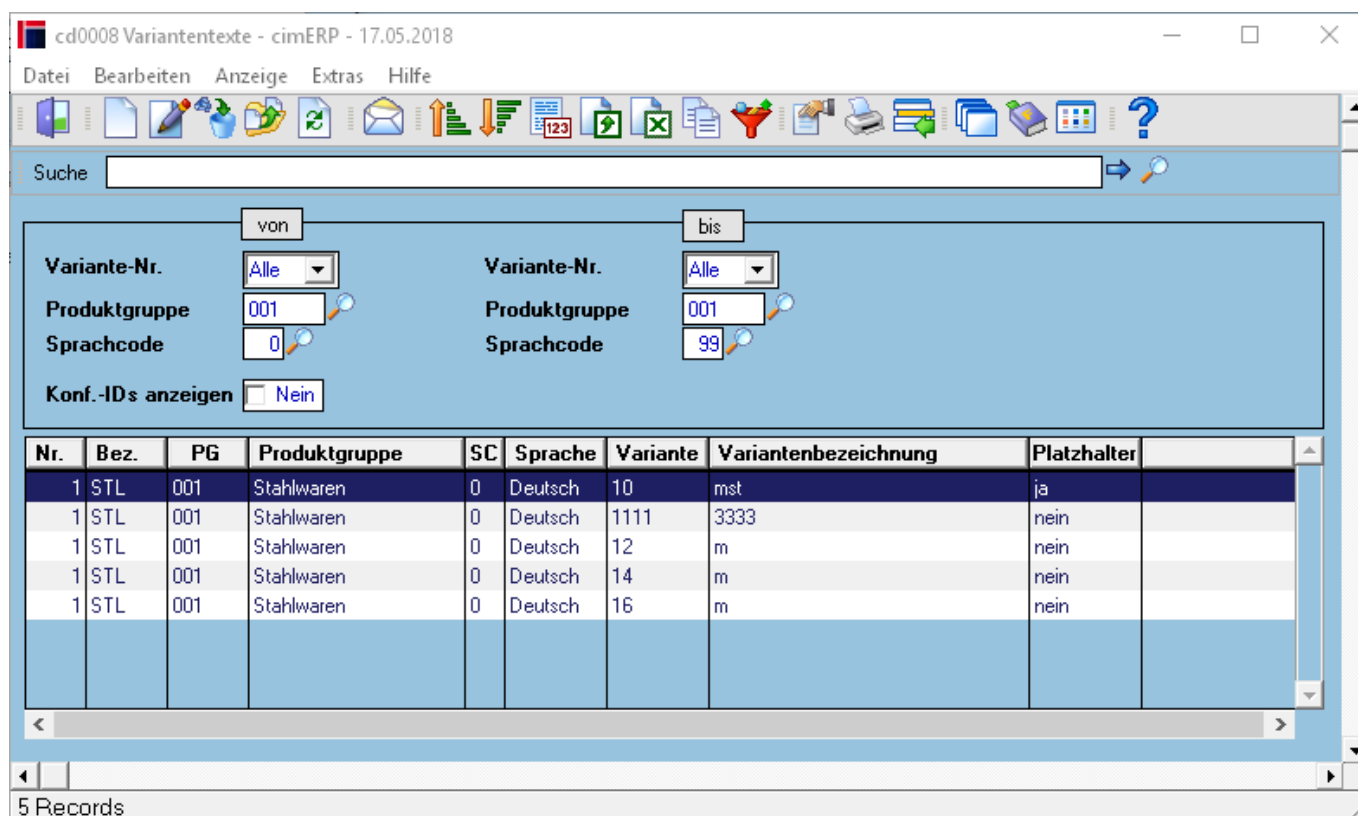 cd0008 Variantentexte - cimERP - 17.05.2018
Datei Bearbeiten Anzeige Extras Hilfe
123
Suche
von bis
Variante-Nr. Alle Variante-Nr. Alle
Produktgruppe 001 Produktgruppe 001
Sprachcode 0 Sprachcode 99
Konf.-IDs anzeigen Nein
Nr. Bez. PG Produktgruppe SC Sprache Variante Variantenbezeichnung Platzhalter
1 STL 001 Stahlwaren 0 Deutsch 10 mst ja
1 STL 001 Stahlwaren 0 Deutsch 1111 3333 nein
1 STL 001 Stahlwaren 0 Deutsch 12 m nein
1 STL 001 Stahlwaren 0 Deutsch 14 m nein
1 STL 001 Stahlwaren 0 Deutsch 16 m nein
5 Records